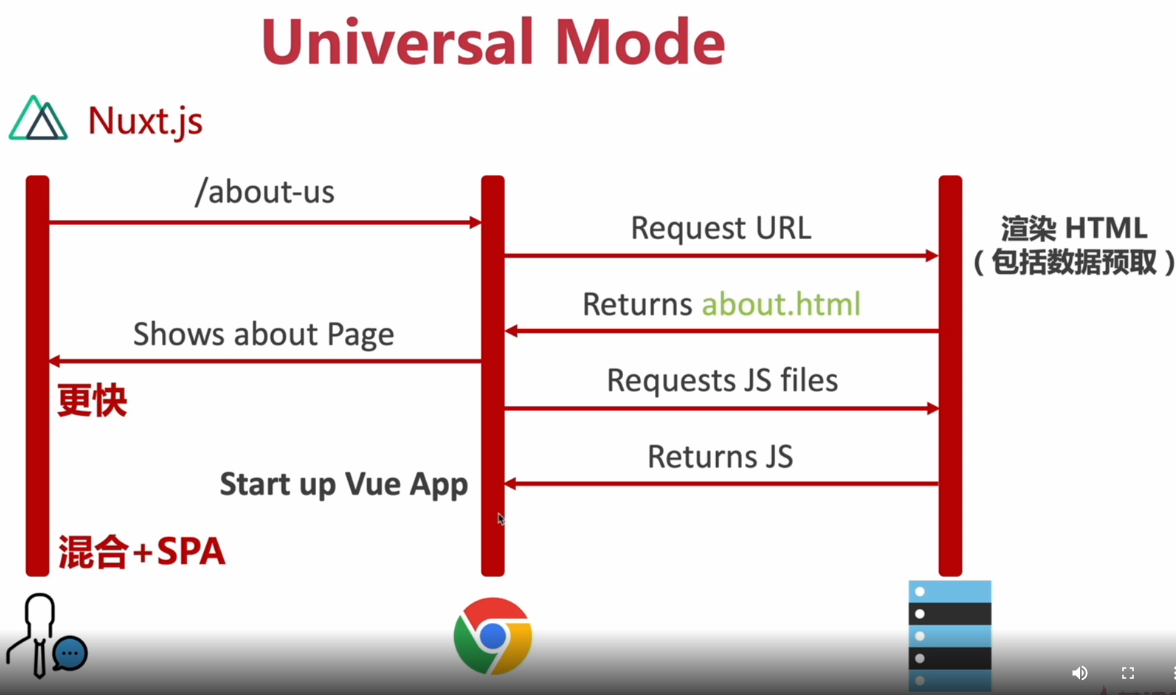 Universal Mode
Nuxt.js
/about-us
Request URL
渲染 HTML
（包括数据预取）
Returns about.html
Shows about Page
Requests JS files
更快
Returns JS
Start up Vue App
混合+SPA